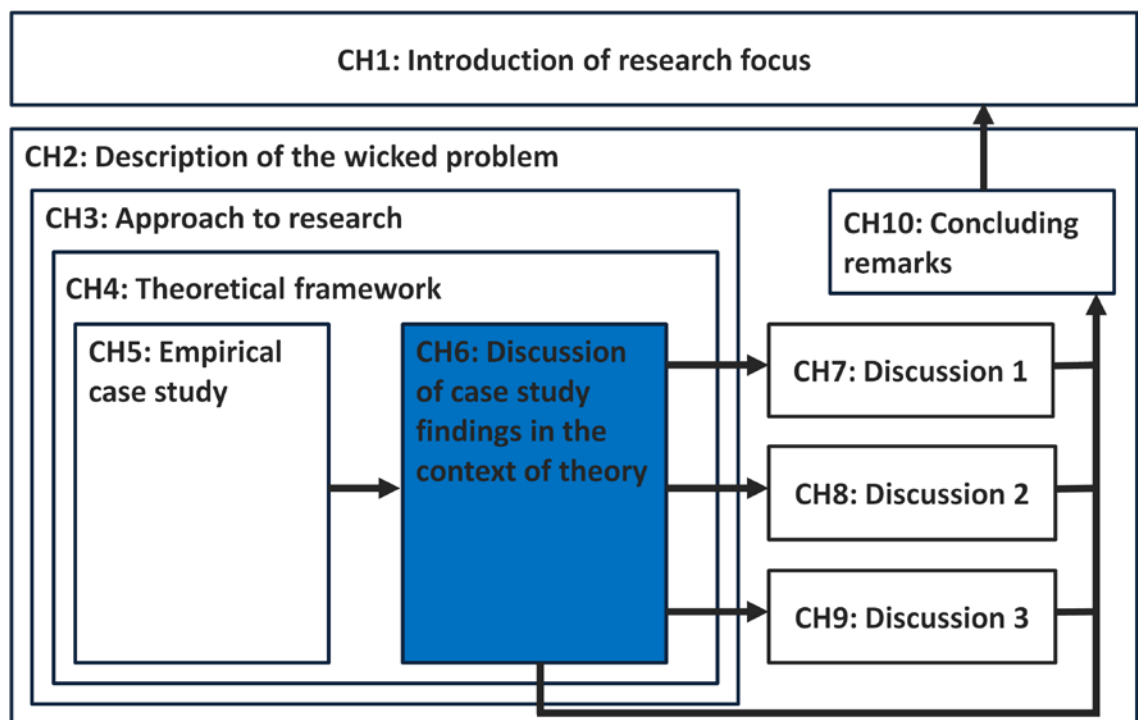 CH1: Introduction of research focus
CH2: Description of the wicked problem
CH3: Approach to research
CH10: Concluding
remarks
CH4: Theoretical framework
CH5: Empirical
case study
CH6: Discussion
of case study
findings in the
context of theory
CH7: Discussion 1
CH8: Discussion 2
CH9: Discussion 3